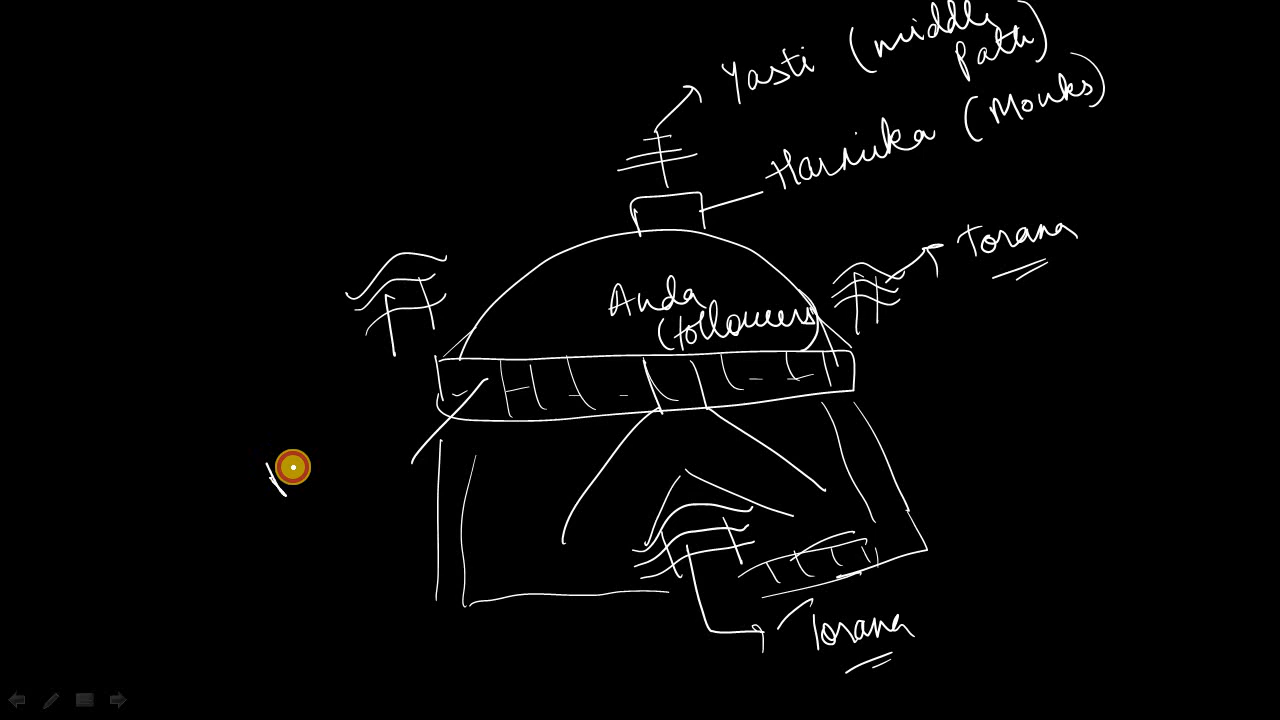 Yasti (middle
Path)
Harmika (Monks)
Torana
Anda
(followers)
Torana